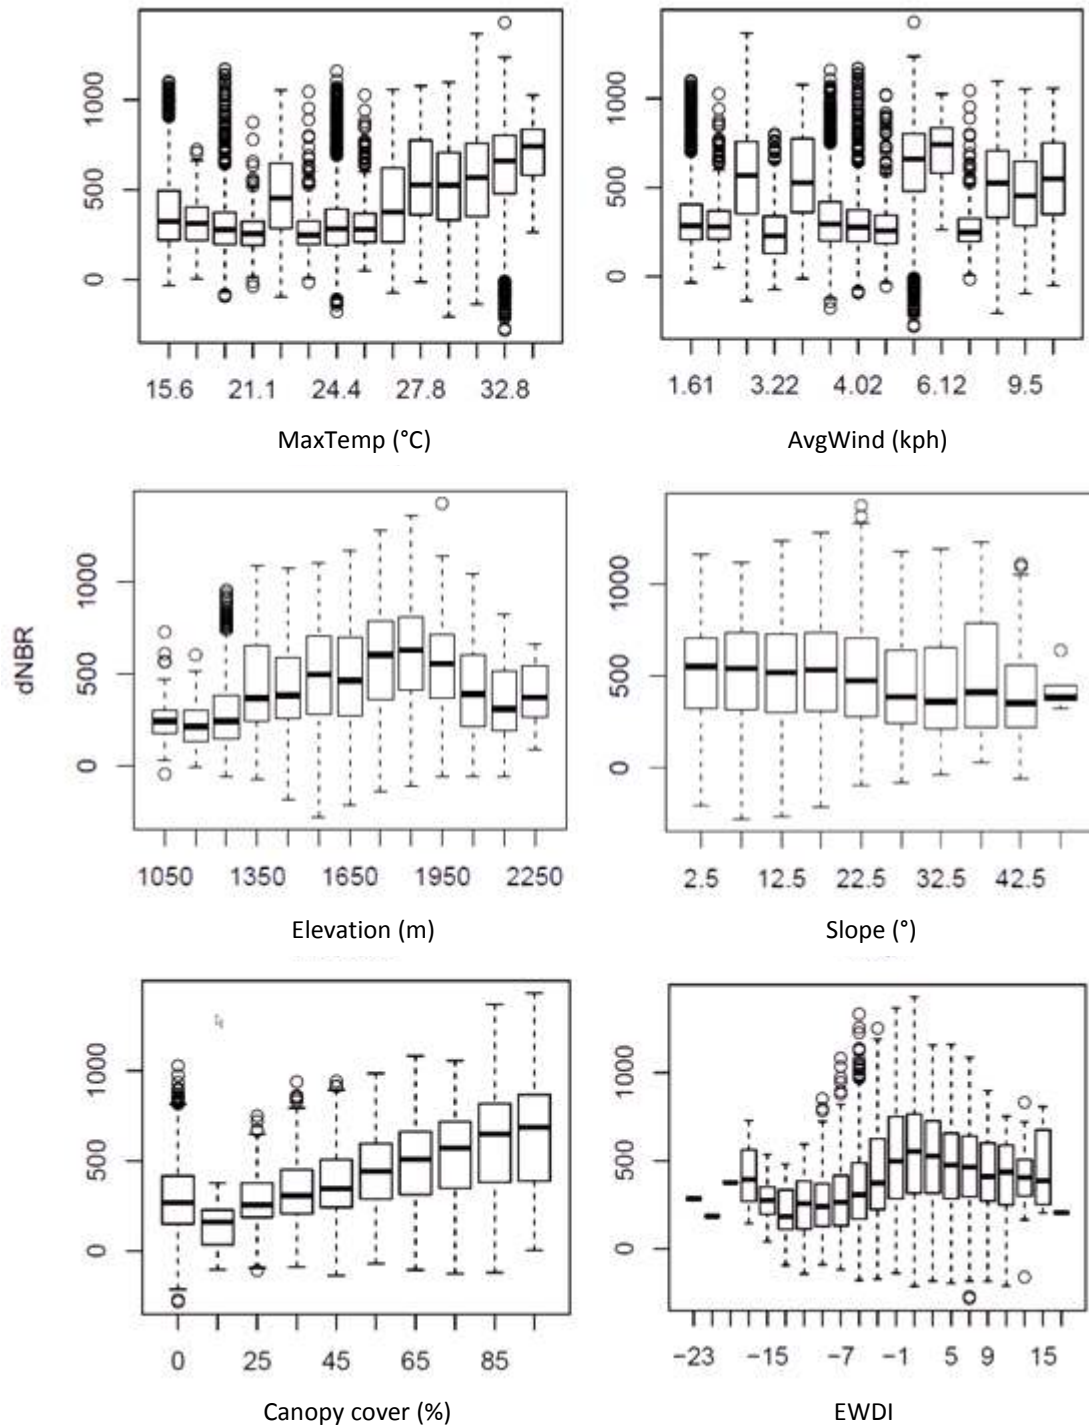 1000
500
0
15.6 21.1 24.4 27.8 32.8
MaxTemp (°C)
1000
500
0
1.61 3.22 4.02 6.12 9.5
AvgWind (kph)
dNBR
1000
500
0
1050 1350 1650 1950 2250
Elevation (m)
1000
500
0
2.5 12.5 22.5 32.5 42.5
Slope (°)
1000
500
0
0 25 45 65 85
Canopy cover (%)
1000
500
0
−23 −15 −7 −1 5 9 15
EWDI